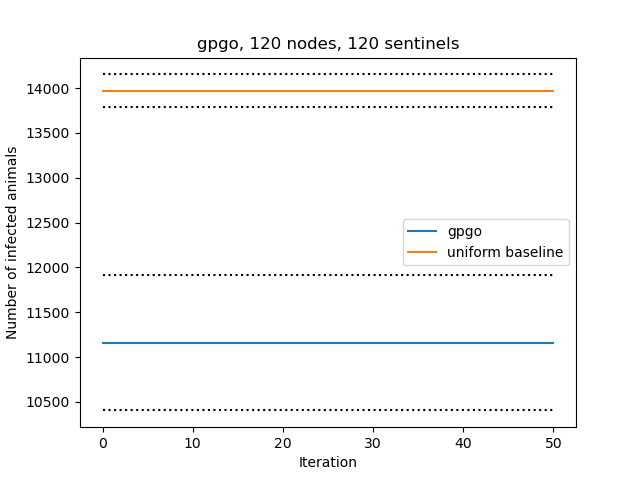 gpgo, 120 nodes, 120 sentinels
Number of infected animals
14000
13500
13000
12500
12000
11500
11000
10500
gpgo
uniform baseline
0
10
20
30
40
50
Iteration